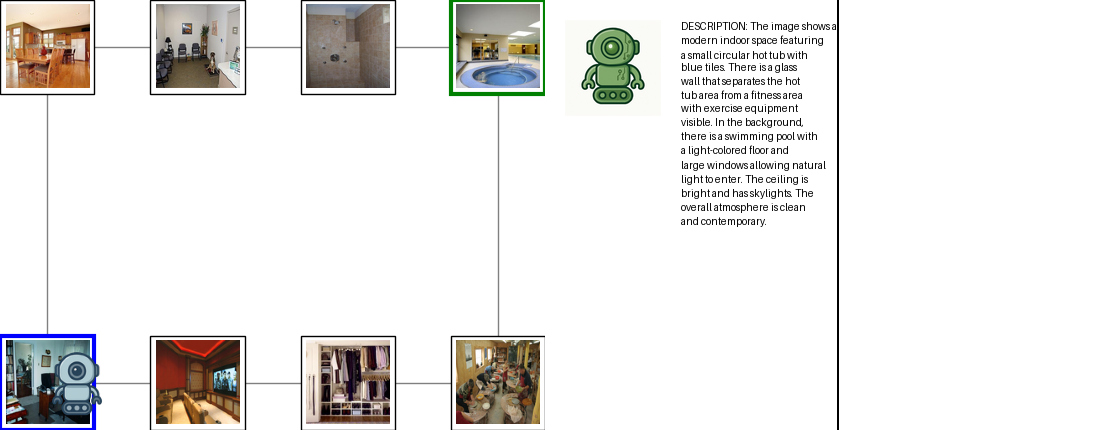 DESCRIPTION: The image shows a
modern indoor space featuring
a small circular hot tub with
blue tiles. There is a glass
wall that separates the hot
tub area from a fitness area
with exercise equipment
visible. In the background,
there is a swimming pool with
a light-colored floor and
large windows allowing natural
light to enter. The ceiling is
bright and has skylights. The
overall atmosphere is clean
and contemporary.